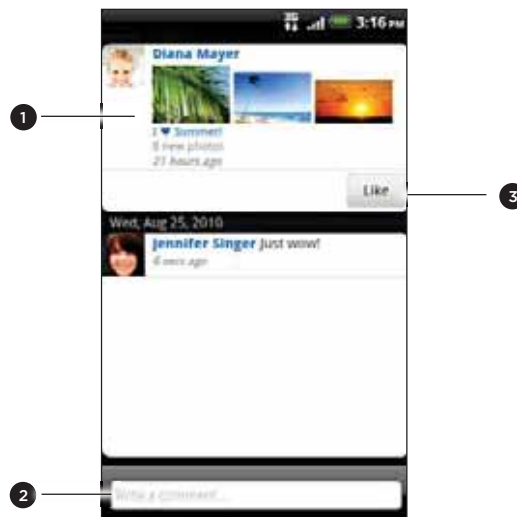 3G
3:16 PM
Diana Mayer
1
I ♥ Summer!
8 new photos
21 hours ago
Like
3
Wed, Aug 25, 2010
Jennifer Singer Just wow!
6 secs ago
2
Write a comment...